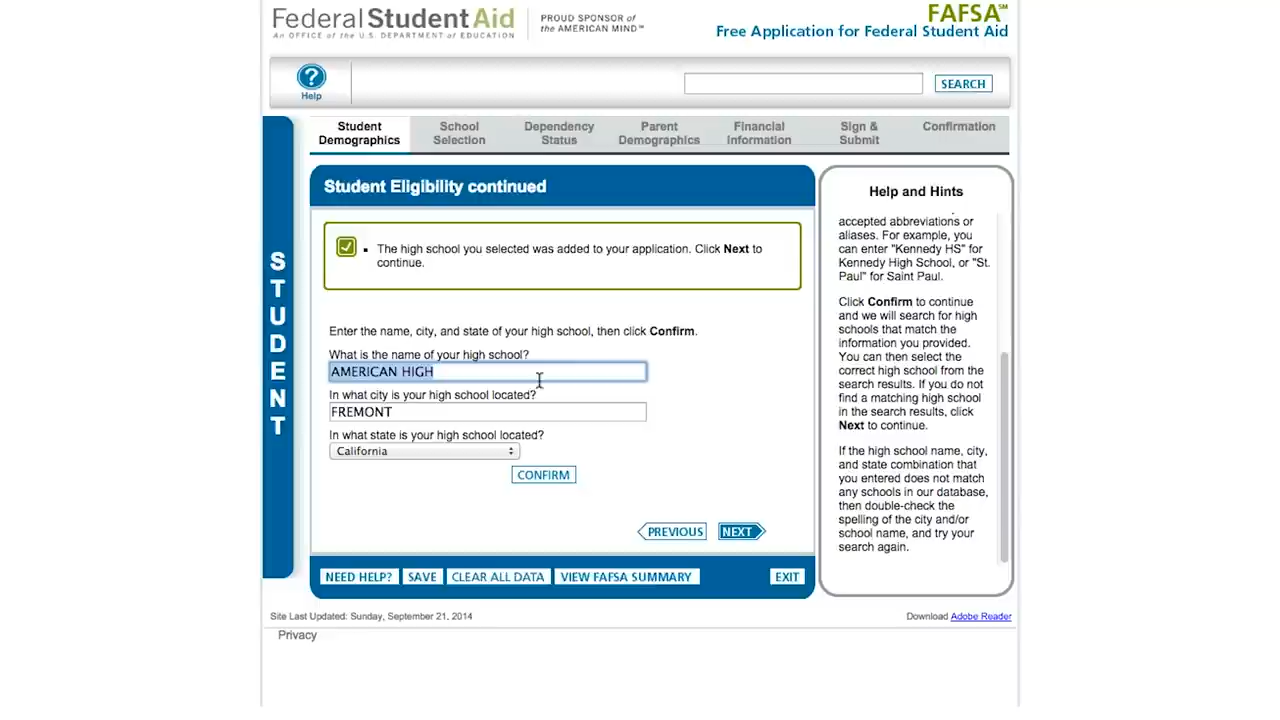 Federal Student Aid
An OFFICE of the U.S. DEPARTMENT of EDUCATION
PROUD SPONSOR of
the AMERICAN MIND™
FAFSA℠
Free Application for Federal Student Aid
?
Help
SEARCH
Student
Demographics
School
Selection
Dependency
Status
Parent
Demographics
Financial
Information
Sign &
Submit
Confirmation
STUDENT
Student Eligibility continued
▪ The high school you selected was added to your application. Click Next to
continue.
Enter the name, city, and state of your high school, then click Confirm.
What is the name of your high school?
AMERICAN HIGH
In what city is your high school located?
FREMONT
In what state is your high school located?
California
CONFIRM
PREVIOUS
NEXT
NEED HELP?
SAVE
CLEAR ALL DATA
VIEW FAFSA SUMMARY
EXIT
Help and Hints
accepted abbreviations or
aliases. For example, you
can enter "Kennedy HS" for
Kennedy High School, or "St.
Paul" for Saint Paul.
Click Confirm to continue
and we will search for high
schools that match the
information you provided.
You can then select the
correct high school from the
search results. If you do not
find a matching high school
in the search results, click
Next to continue.
If the high school name, city,
and state combination that
you entered does not match
any schools in our database,
then double-check the
spelling of the city and/or
school name, and try your
search again.
Site Last Updated: Sunday, September 21, 2014
Download Adobe Reader
Privacy